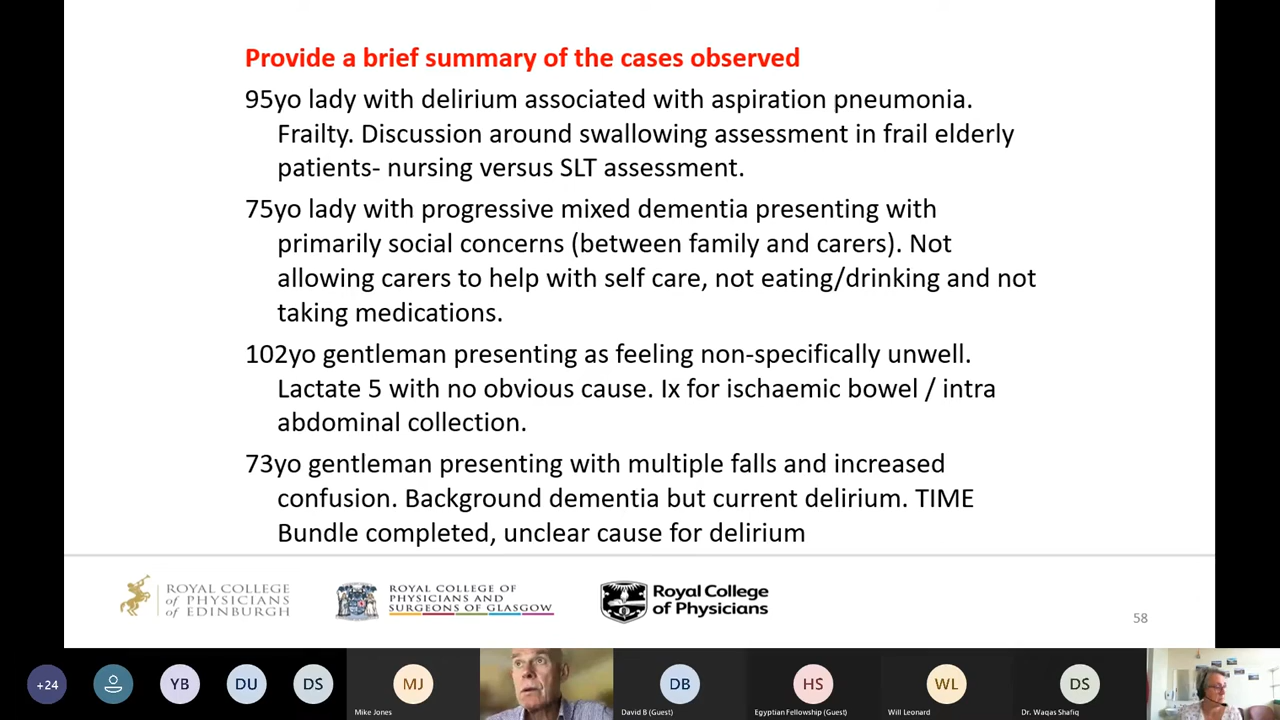 Provide a brief summary of the cases observed
95yo lady with delirium associated with aspiration pneumonia.
Frailty. Discussion around swallowing assessment in frail elderly
patients- nursing versus SLT assessment.
75yo lady with progressive mixed dementia presenting with
primarily social concerns (between family and carers). Not
allowing carers to help with self care, not eating/drinking and not
taking medications.
102yo gentleman presenting as feeling non-specifically unwell.
Lactate 5 with no obvious cause. Ix for ischaemic bowel / intra
abdominal collection.
73yo gentleman presenting with multiple falls and increased
confusion. Background dementia but current delirium. TIME
Bundle completed, unclear cause for delirium
ROYAL COLLEGE
of PHYSICIANS
of EDINBURGH
ROYAL COLLEGE OF
PHYSICIANS AND
SURGEONS OF GLASGOW
Royal College
of Physicians
58
+24
YB
DU
DS
MJ
Mike Jones
DB
David B (Guest)
HS
Egyptian Fellowship (Guest)
WL
Will Leonard
DS
Dr. Waqas Shafiq